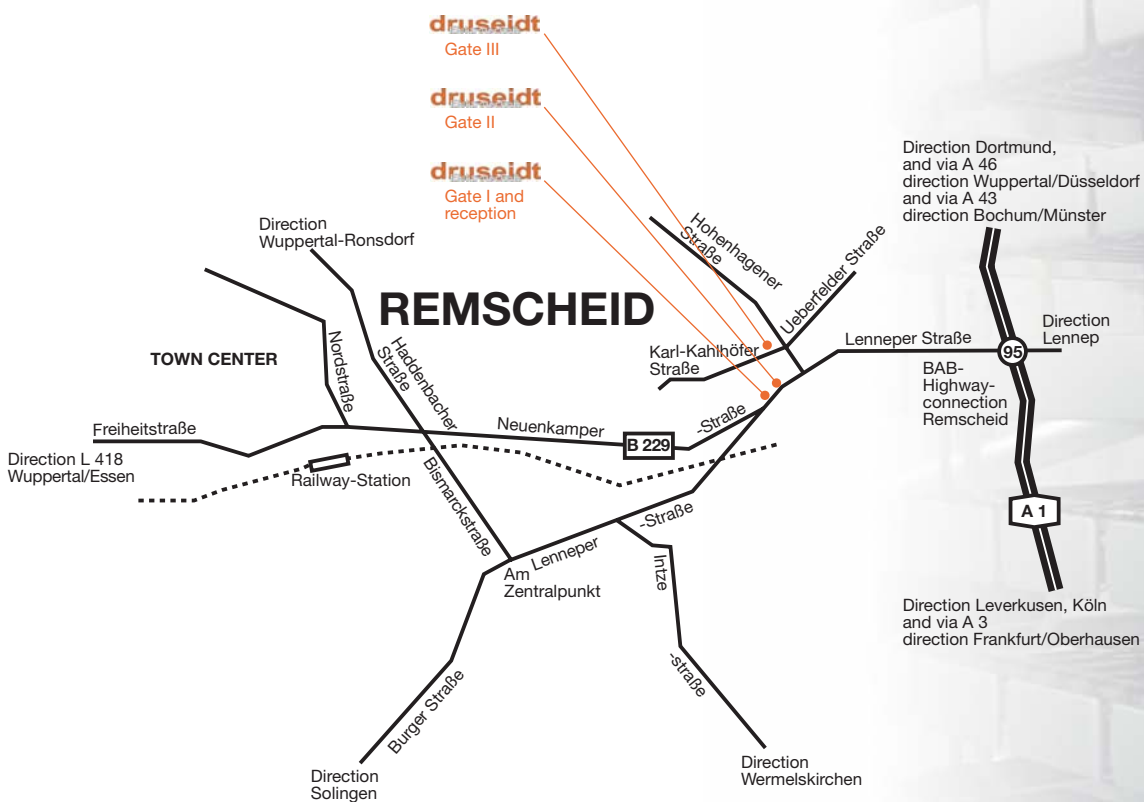 druseidt
Gate III
druseidt
Gate II
druseidt
Gate I and
reception
Direction Dortmund,
and via A 46
direction Wuppertal/Düsseldorf
and via A 43
direction Bochum/Münster
Direction
Wuppertal-Ronsdorf
Hohenhagener
Straße
Ueberfelder Straße
REMSCHEID
TOWN CENTER
Nordstraße
Haddenbacher
Straße
Karl-Kahlhöfer
Straße
Lenneper Straße
Direction
Lennep
95
BAB-
Highway-
connection
Remscheid
Freiheitstraße
Neuenkamper
B 229
-Straße
Direction L 418
Wuppertal/Essen
Railway-Station
Bismarckstraße
Lenneper
-Straße
A 1
Am
Zentralpunkt
Intze
-straße
Burger Straße
Direction Leverkusen, Köln
and via A 3
direction Frankfurt/Oberhausen
Direction
Solingen
Direction
Wermelskirchen